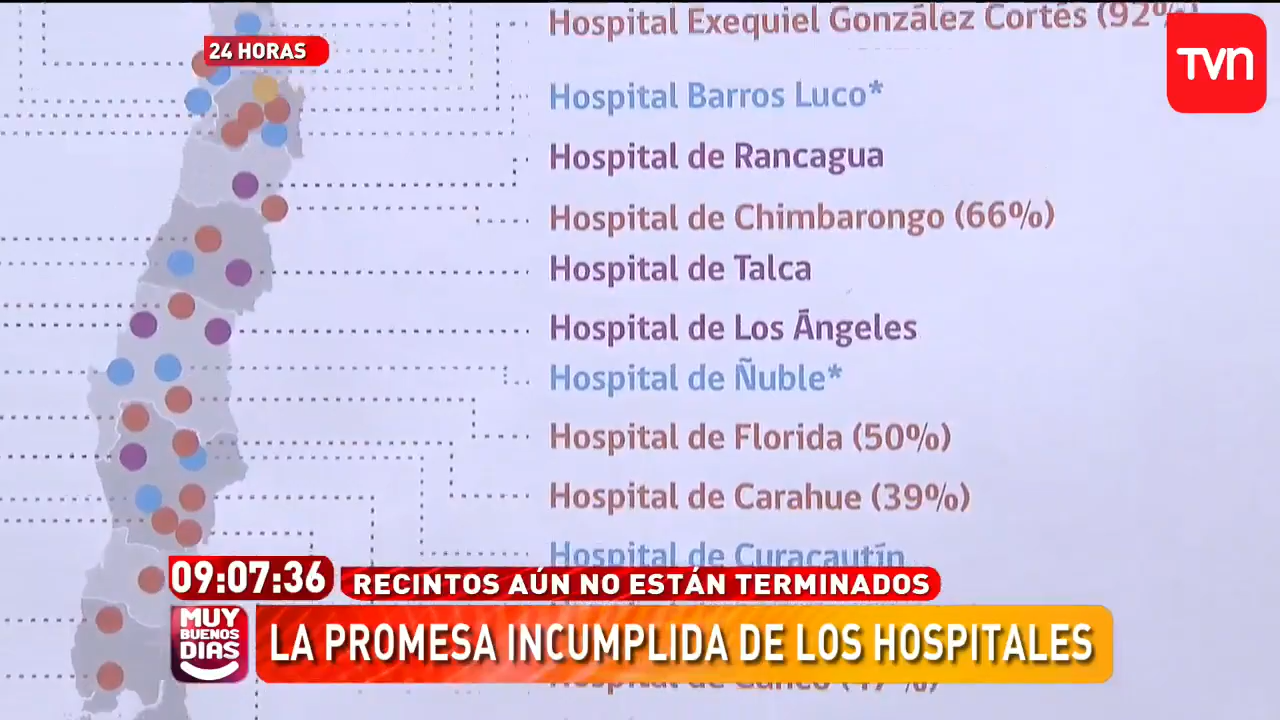 Hospital Exequiel González Cortés (92%)
24 HORAS
TVN
Hospital Barros Luco*
Hospital de Rancagua
Hospital de Chimbarongo (66%)
Hospital de Talca
Hospital de Los Ángeles
Hospital de Ñuble*
Hospital de Florida (50%)
Hospital de Carahue (39%)
Hospital de Curacautín
09:07:36
RECINTOS AÚN NO ESTÁN TERMINADOS
MUY
BUENOS
DÍAS
LA PROMESA INCUMPLIDA DE LOS HOSPITALES